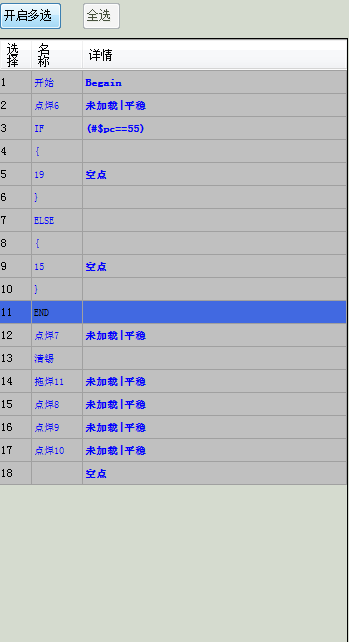 开启多选 全选
选择 名称 详情
1 开始 Begain
2 点焊6 未加载|平稳
3 IF (#$pc==55)
4 {
5 19 空点
6 }
7 ELSE
8 {
9 15 空点
10 }
11 END
12 点焊7 未加载|平稳
13 清锡
14 拖焊11 未加载|平稳
15 点焊8 未加载|平稳
16 点焊9 未加载|平稳
17 点焊10 未加载|平稳
18 空点